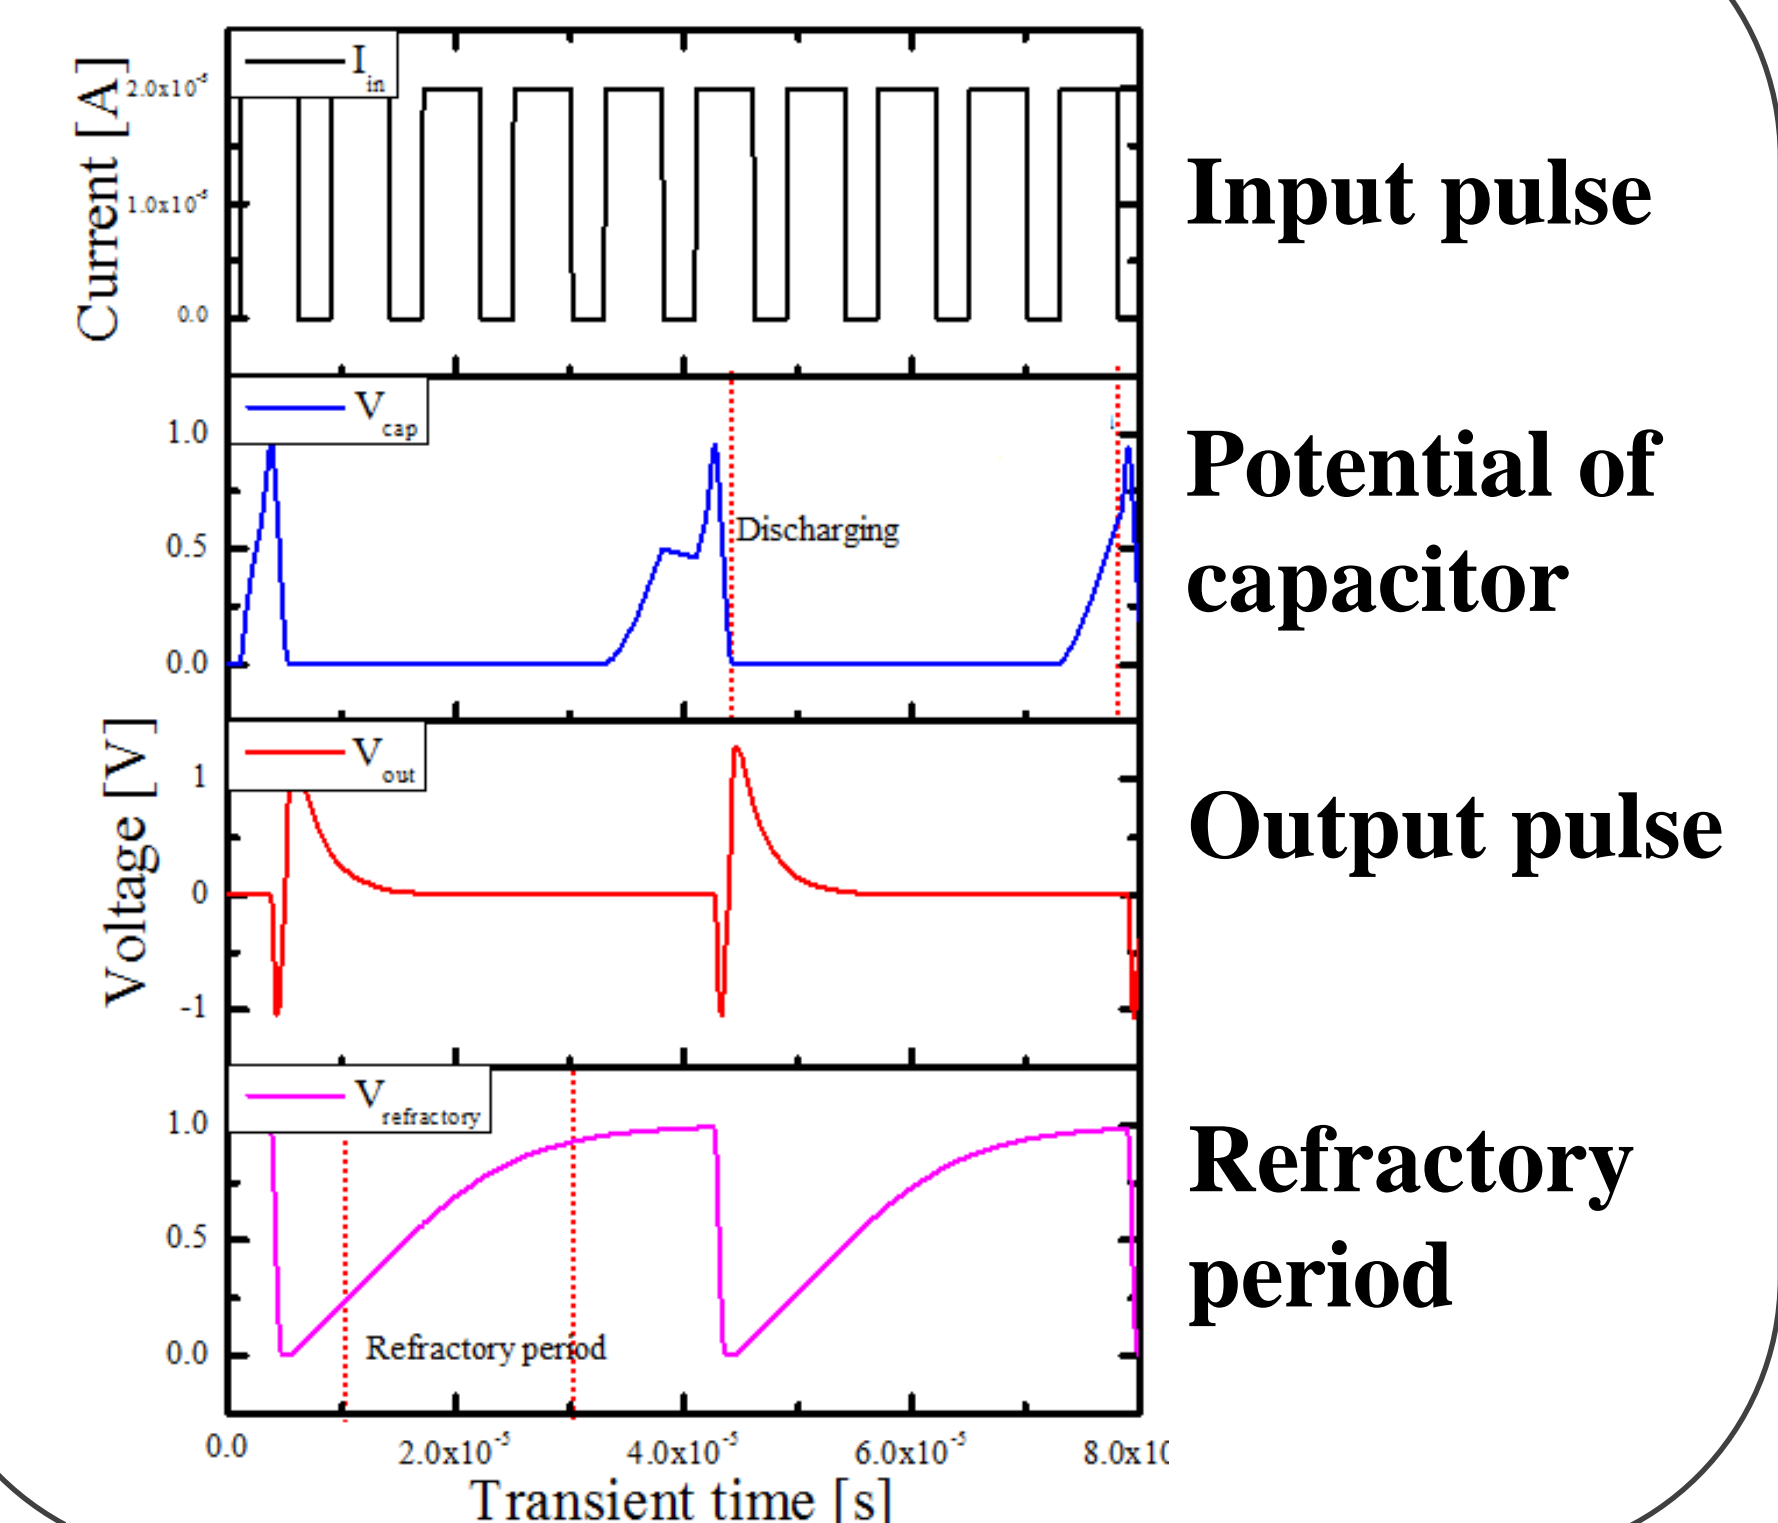 I_in
Current [A]
2.0x10⁻⁵
1.0x10⁻⁵
0.0
Input pulse
V_cap
1.0
0.5
0.0
Discharging
Potential of
capacitor
Voltage [V]
V_out
1
0
-1
Output pulse
V_refractory
1.0
0.5
0.0
Refractory period
Refractory
period
0.0
2.0x10⁻⁵
4.0x10⁻⁵
6.0x10⁻⁵
8.0x10
Transient time [s]